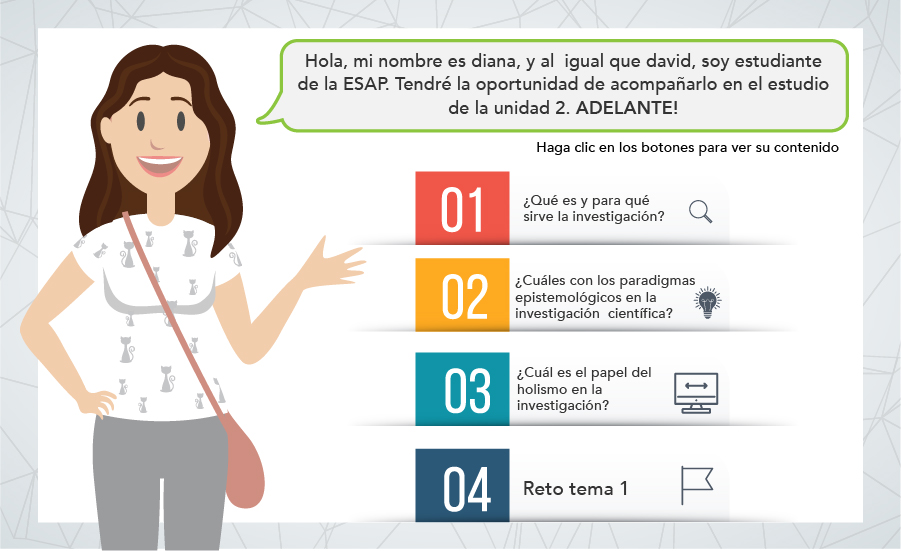 Hola, mi nombre es diana, y al igual que david, soy estudiante
de la ESAP. Tendré la oportunidad de acompañarlo en el estudio
de la unidad 2. ADELANTE!
Haga clic en los botones para ver su contenido
01
¿Qué es y para qué
sirve la investigación?
02
¿Cuáles con los paradigmas
epistemológicos en la
investigación científica?
03
¿Cuál es el papel del
holismo en la
investigación?
04
Reto tema 1